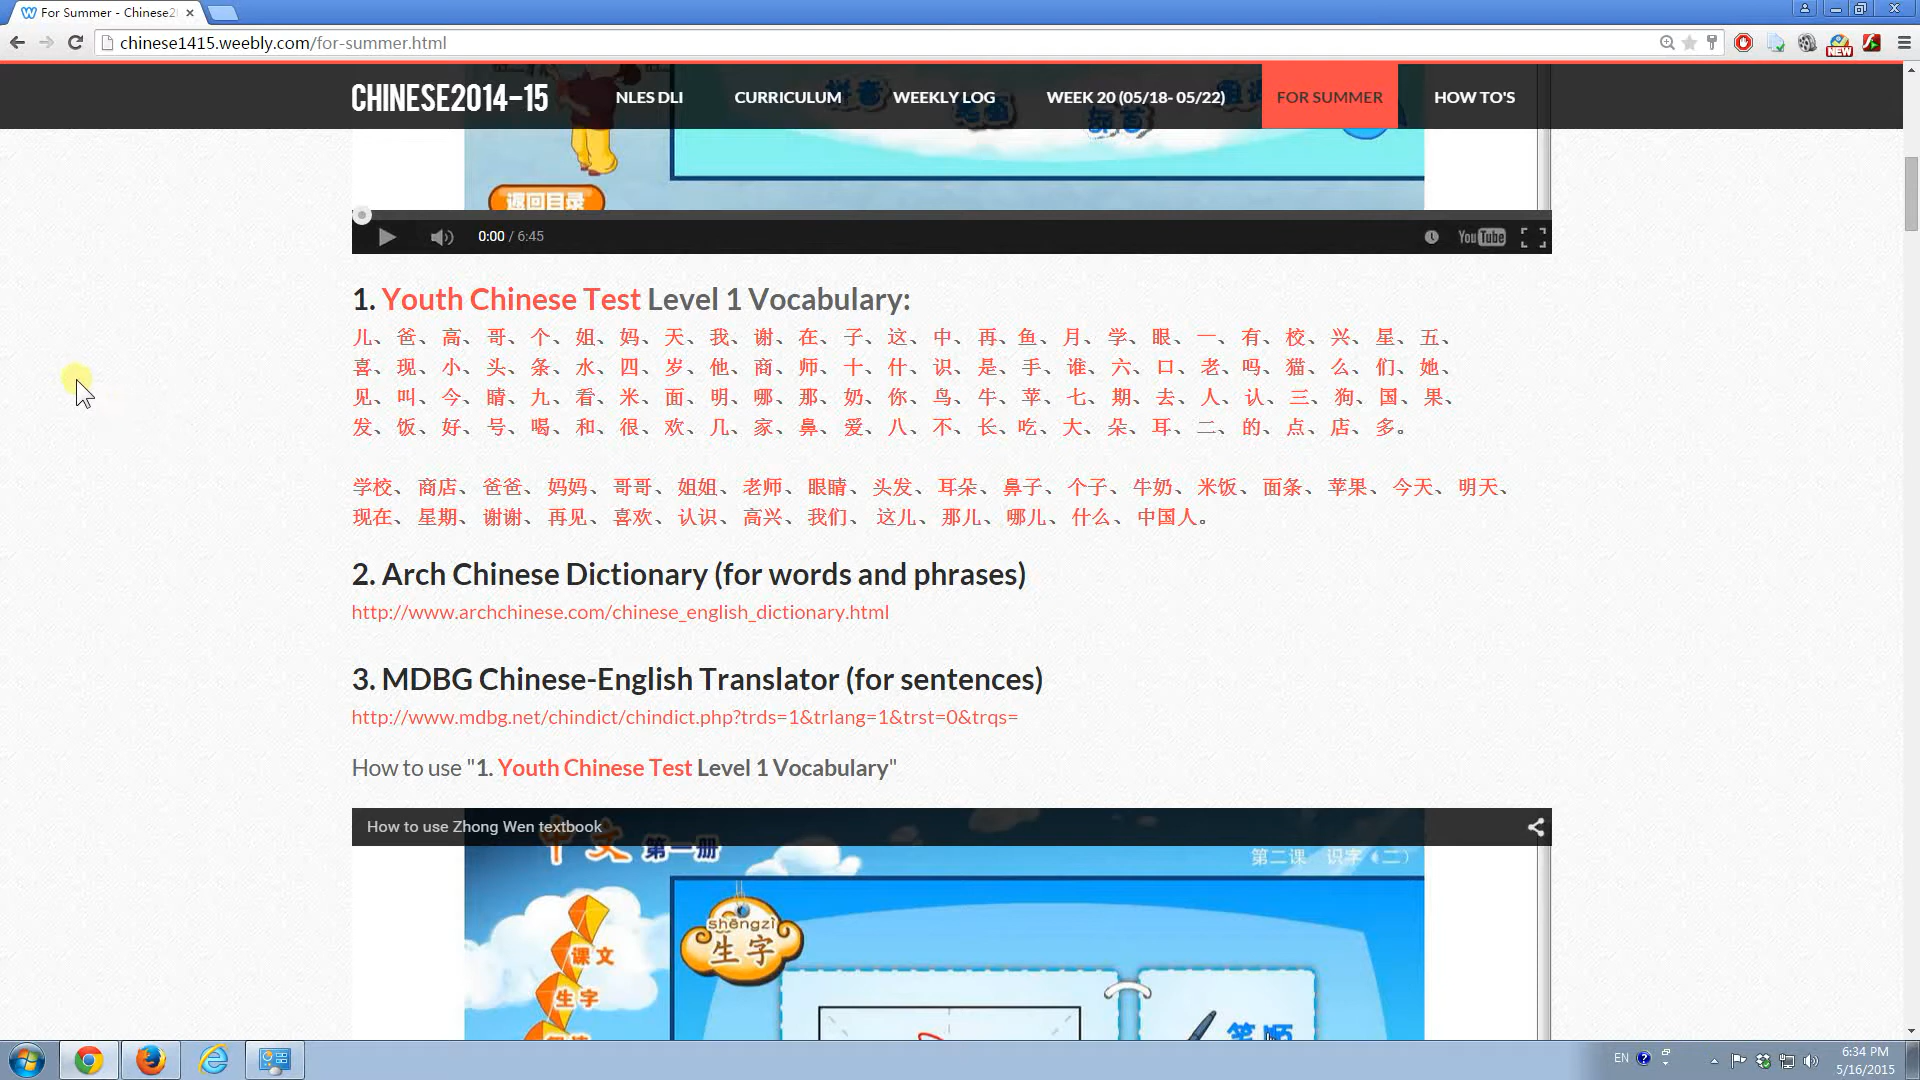 For Summer - Chinese2
chinese1415.weebly.com/for-summer.html
NEW
CHINESE2014-15
NLES DLI
CURRICULUM
WEEKLY LOG
WEEK 20 (05/18- 05/22)
FOR SUMMER
HOW TO'S
返回目录
0:00 / 6:45
YouTube
1. Youth Chinese Test Level 1 Vocabulary:
儿、爸、高、哥、个、姐、妈、天、我、谢、在、子、这、中、再、鱼、月、学、眼、一、有、校、兴、星、五、
喜、现、小、头、条、水、四、岁、他、商、师、十、什、识、是、手、谁、六、口、老、吗、猫、么、们、她、
见、叫、今、睛、九、看、米、面、明、哪、那、奶、你、鸟、牛、苹、七、期、去、人、认、三、狗、国、果、
发、饭、好、号、喝、和、很、欢、几、家、鼻、爱、八、不、长、吃、大、朵、耳、二、的、点、店、多。
学校、商店、爸爸、妈妈、哥哥、姐姐、老师、眼睛、头发、耳朵、鼻子、个子、牛奶、米饭、面条、苹果、今天、明天、
现在、星期、谢谢、再见、喜欢、认识、高兴、我们、这儿、那儿、哪儿、什么、中国人。
2. Arch Chinese Dictionary (for words and phrases)
http://www.archchinese.com/chinese_english_dictionary.html
3. MDBG Chinese-English Translator (for sentences)
http://www.mdbg.net/chindict/chindict.php?trds=1&trlang=1&trst=0&trqs=
How to use "1. Youth Chinese Test Level 1 Vocabulary"
How to use Zhong Wen textbook
中文 第一册
第二课 识字（二）
shēngzì
生字
课文
生字
笔顺
EN
6:34 PM
5/16/2015